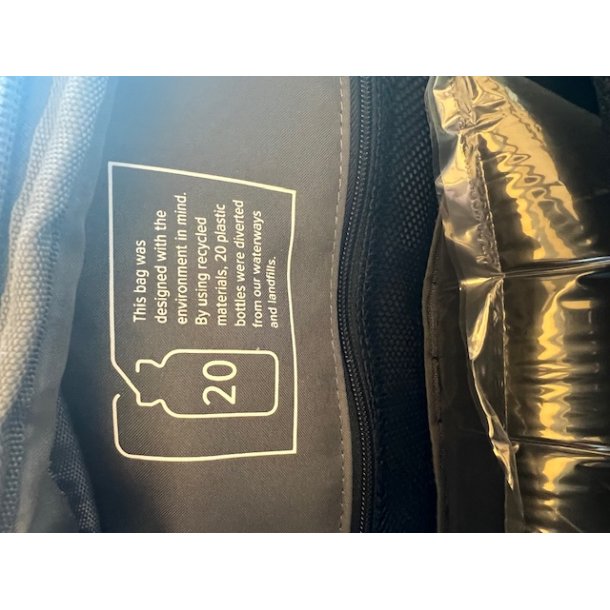 This bag was
designed with the
environment in mind.
By using recycled
materials, 20 plastic
bottles were diverted
from our waterways
and landfills.
20